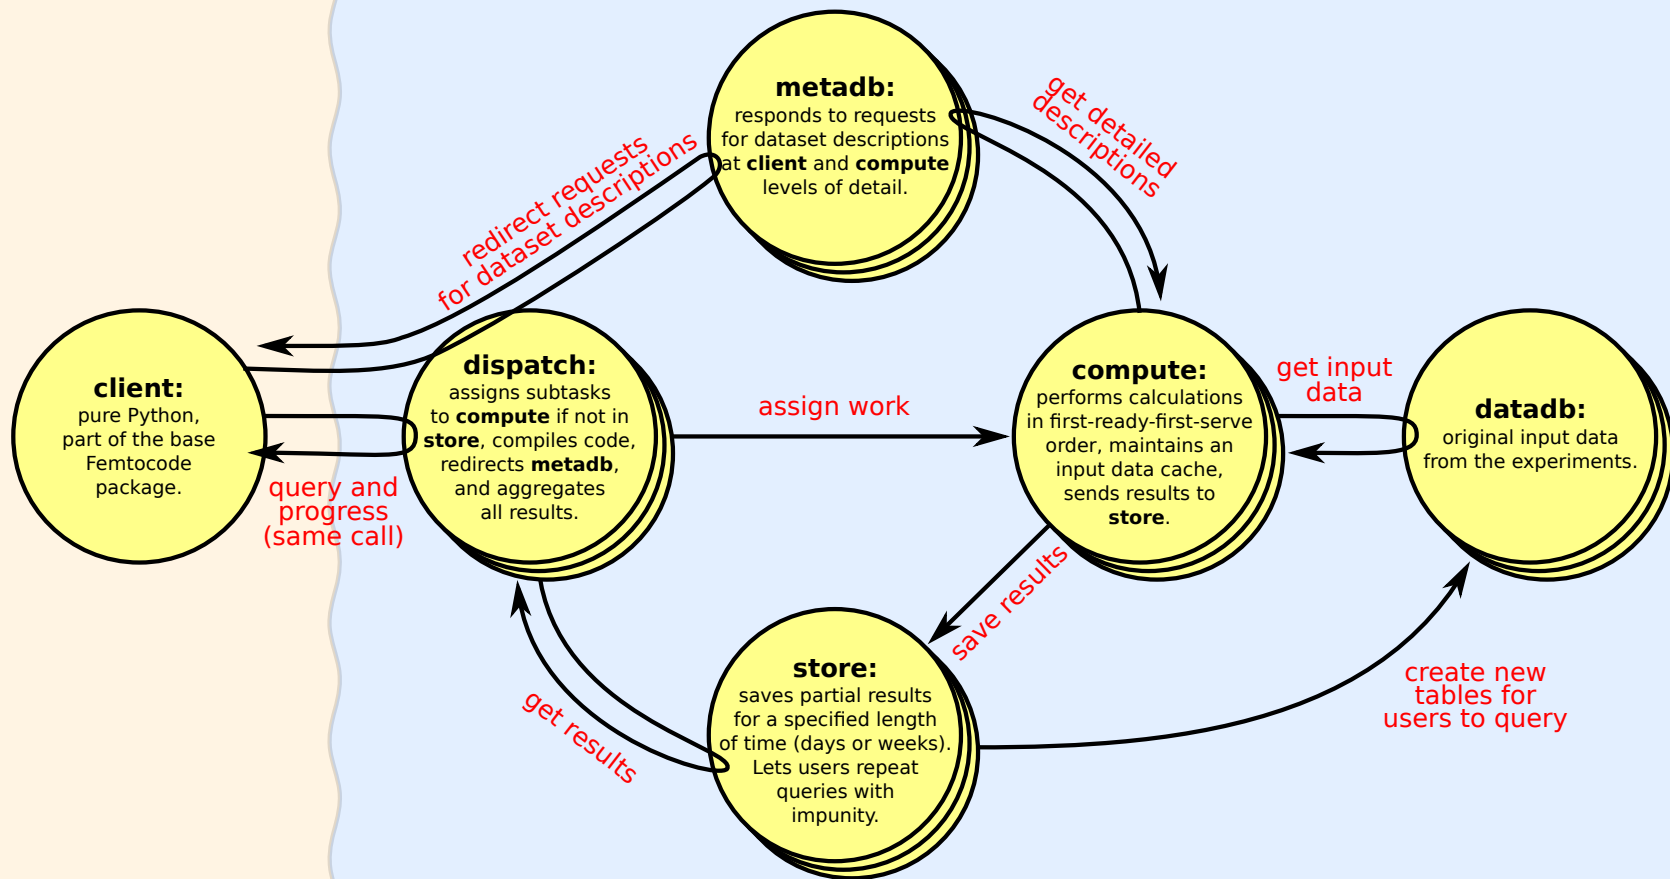 metadb:
responds to requests
for dataset descriptions
at client and compute
levels of detail.
get detailed
descriptions
redirect requests
for dataset descriptions
client:
pure Python,
part of the base
Femtocode
package.
query and
progress
(same call)
dispatch:
assigns subtasks
to compute if not in
store, compiles code,
redirects metadb,
and aggregates
all results.
assign work
compute:
performs calculations
in first-ready-first-serve
order, maintains an
input data cache,
sends results to
store.
get input
data
datadb:
original input data
from the experiments.
save results
get results
store:
saves partial results
for a specified length
of time (days or weeks).
Lets users repeat
queries with
impunity.
create new
tables for
users to query